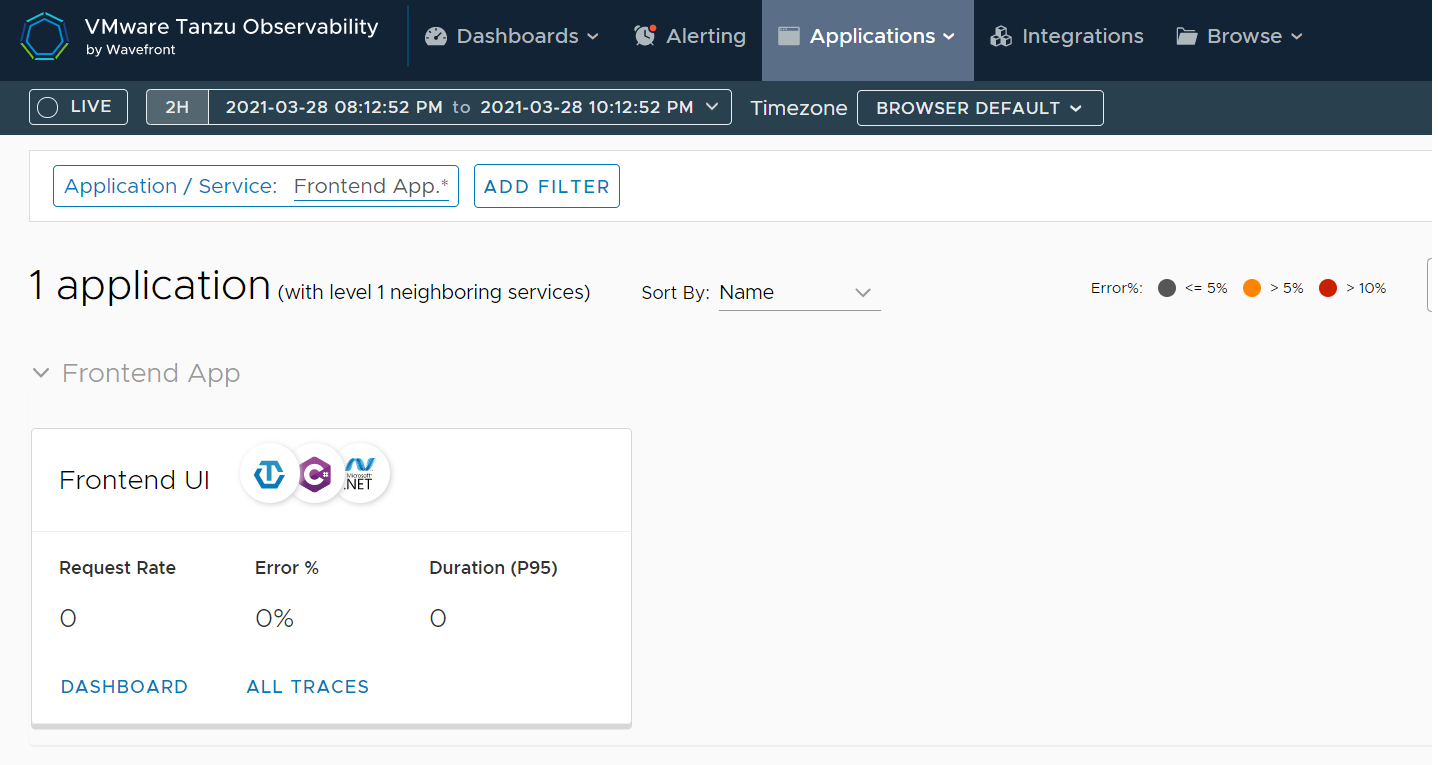 VMware Tanzu Observability
by Wavefront
Dashboards Alerting Applications Integrations Browse
LIVE 2H 2021-03-28 08:12:52 PM to 2021-03-28 10:12:52 PM Timezone BROWSER DEFAULT
Application / Service: Frontend App.* ADD FILTER
1 application (with level 1 neighboring services) Sort By: Name Error%: <= 5% > 5% > 10%
Frontend App
Frontend UI C# Microsoft .NET
Request Rate Error % Duration (P95)
0 0% 0
DASHBOARD ALL TRACES